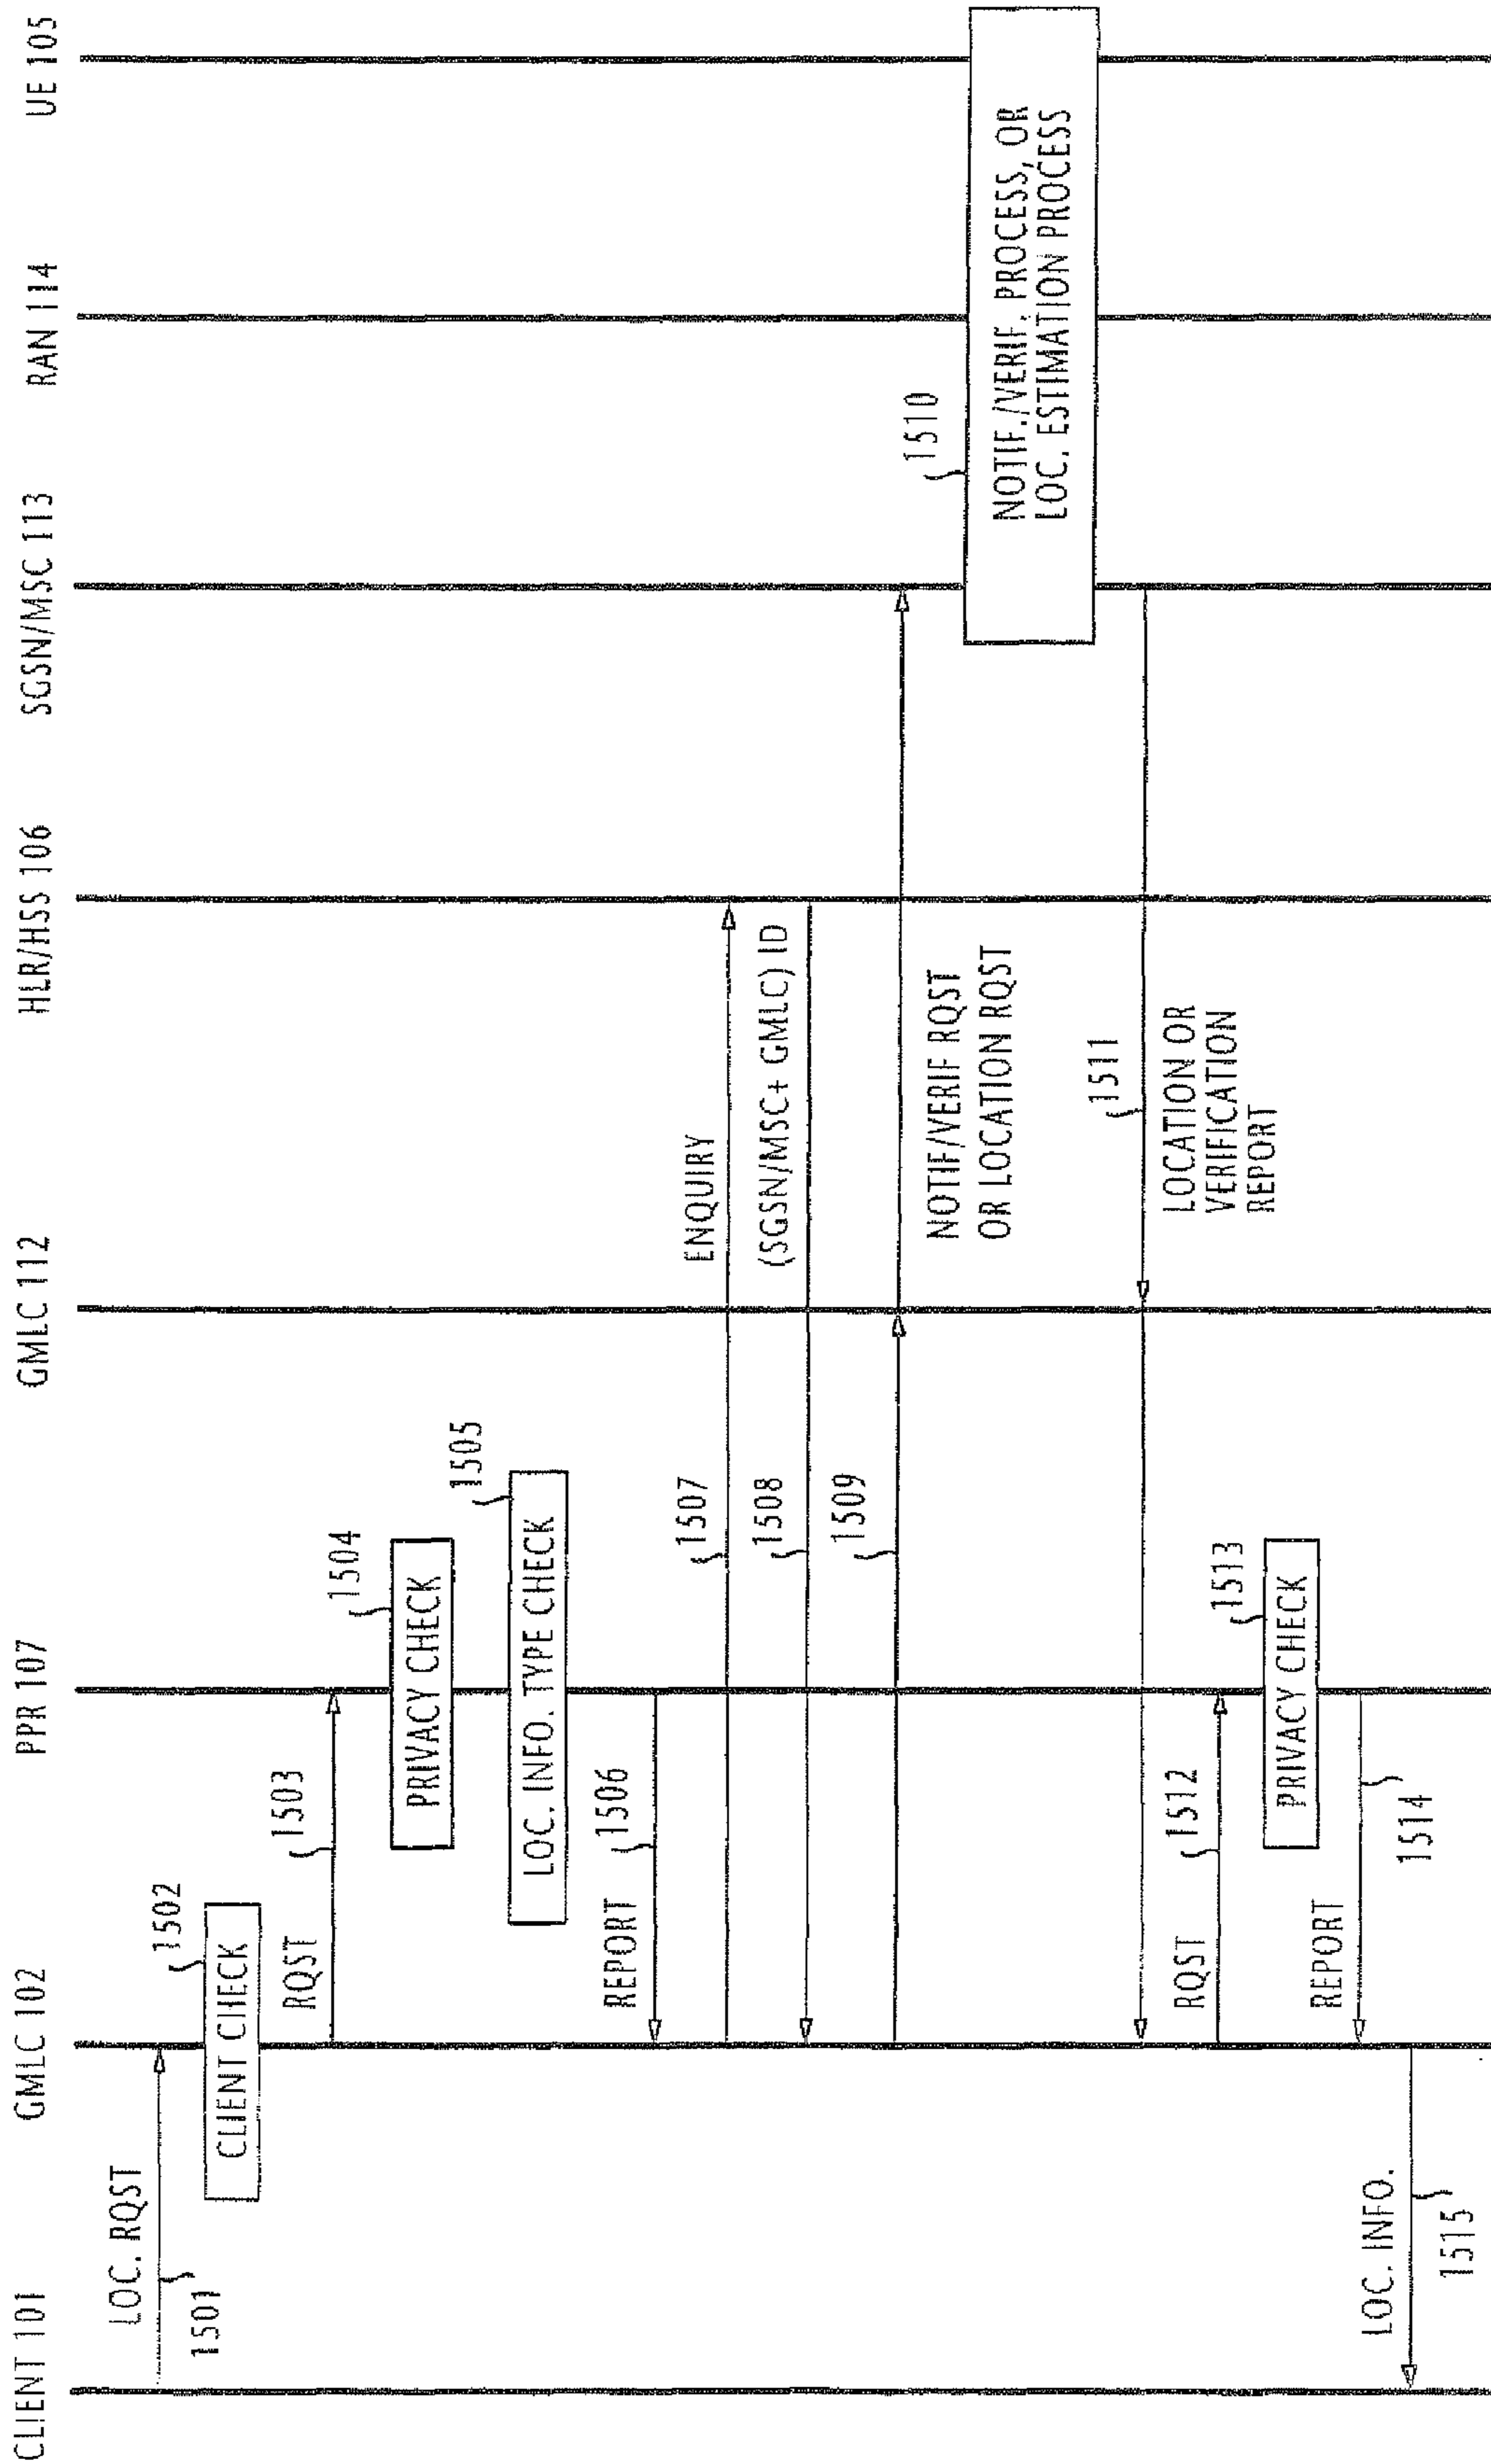 CLIENT 101
GMLC 102
PPR 107
GMLC 112
HLR/HSS 106
SGSN/MSC 113
RAN 114
UE 105
LOC. RQST
1501
CLIENT CHECK
1502
RQST
1503
PRIVACY CHECK
1504
LOC. INFO. TYPE CHECK
1505
REPORT
1506
1507
ENQUIRY
1508
(SGSN/MSC+ GMLC) ID
1509
NOTIF/VERIF RQST
OR LOCATION RQST
1510
NOTIF./VERIF. PROCESS, OR
LOC. ESTIMATION PROCESS
1511
LOCATION OR
VERIFICATION
REPORT
RQST
1512
PRIVACY CHECK
1513
REPORT
1514
LOC. INFO.
1515